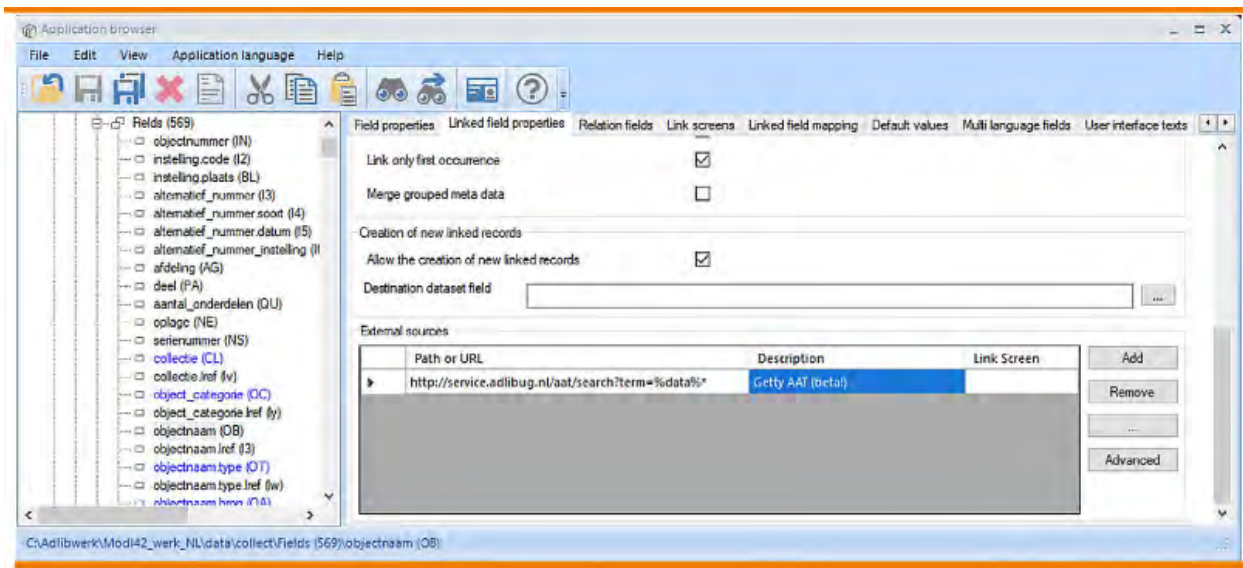 Application browser
File Edit View Application language Help
Fields (569)
objectnummer (IN)
instelling.code (I2)
instelling.plaats (BL)
alternatief_nummer (I3)
alternatief_nummer.soort (I4)
alternatief_nummer.datum (I5)
alternatief_nummer_instelling
afdeling (AG)
deel (PA)
aantal_onderdelen (QU)
oplage (NE)
serienummer (NS)
collectie (CL)
collectie.lref (lv)
object_categorie (OC)
object_categorie.lref (ly)
objectnaam (OB)
objectnaam.lref (l3)
objectnaam.type (OT)
objectnaam.type.lref (lw)
objectnaam.bron (OA)
Field properties Linked field properties Relation fields Link screens Linked field mapping Default values Multi language fields User interface texts
Link only first occurrence
Merge grouped meta data
Creation of new linked records
Allow the creation of new linked records
Destination dataset field ...
External sources
Path or URL Description Link Screen Add
http://service.adlibug.nl/aat/search?term=%data%* Getty AAT (beta!)
Remove
...
Advanced
C:\Adlibwerk\Modl42_werk_NL\data\collect\Fields (569)\objectnaam (OB)